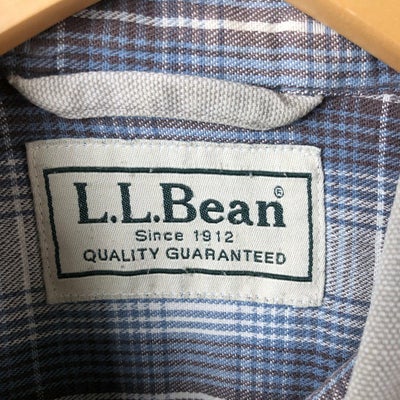 L.L.Bean®
Since 1912
QUALITY GUARANTEED